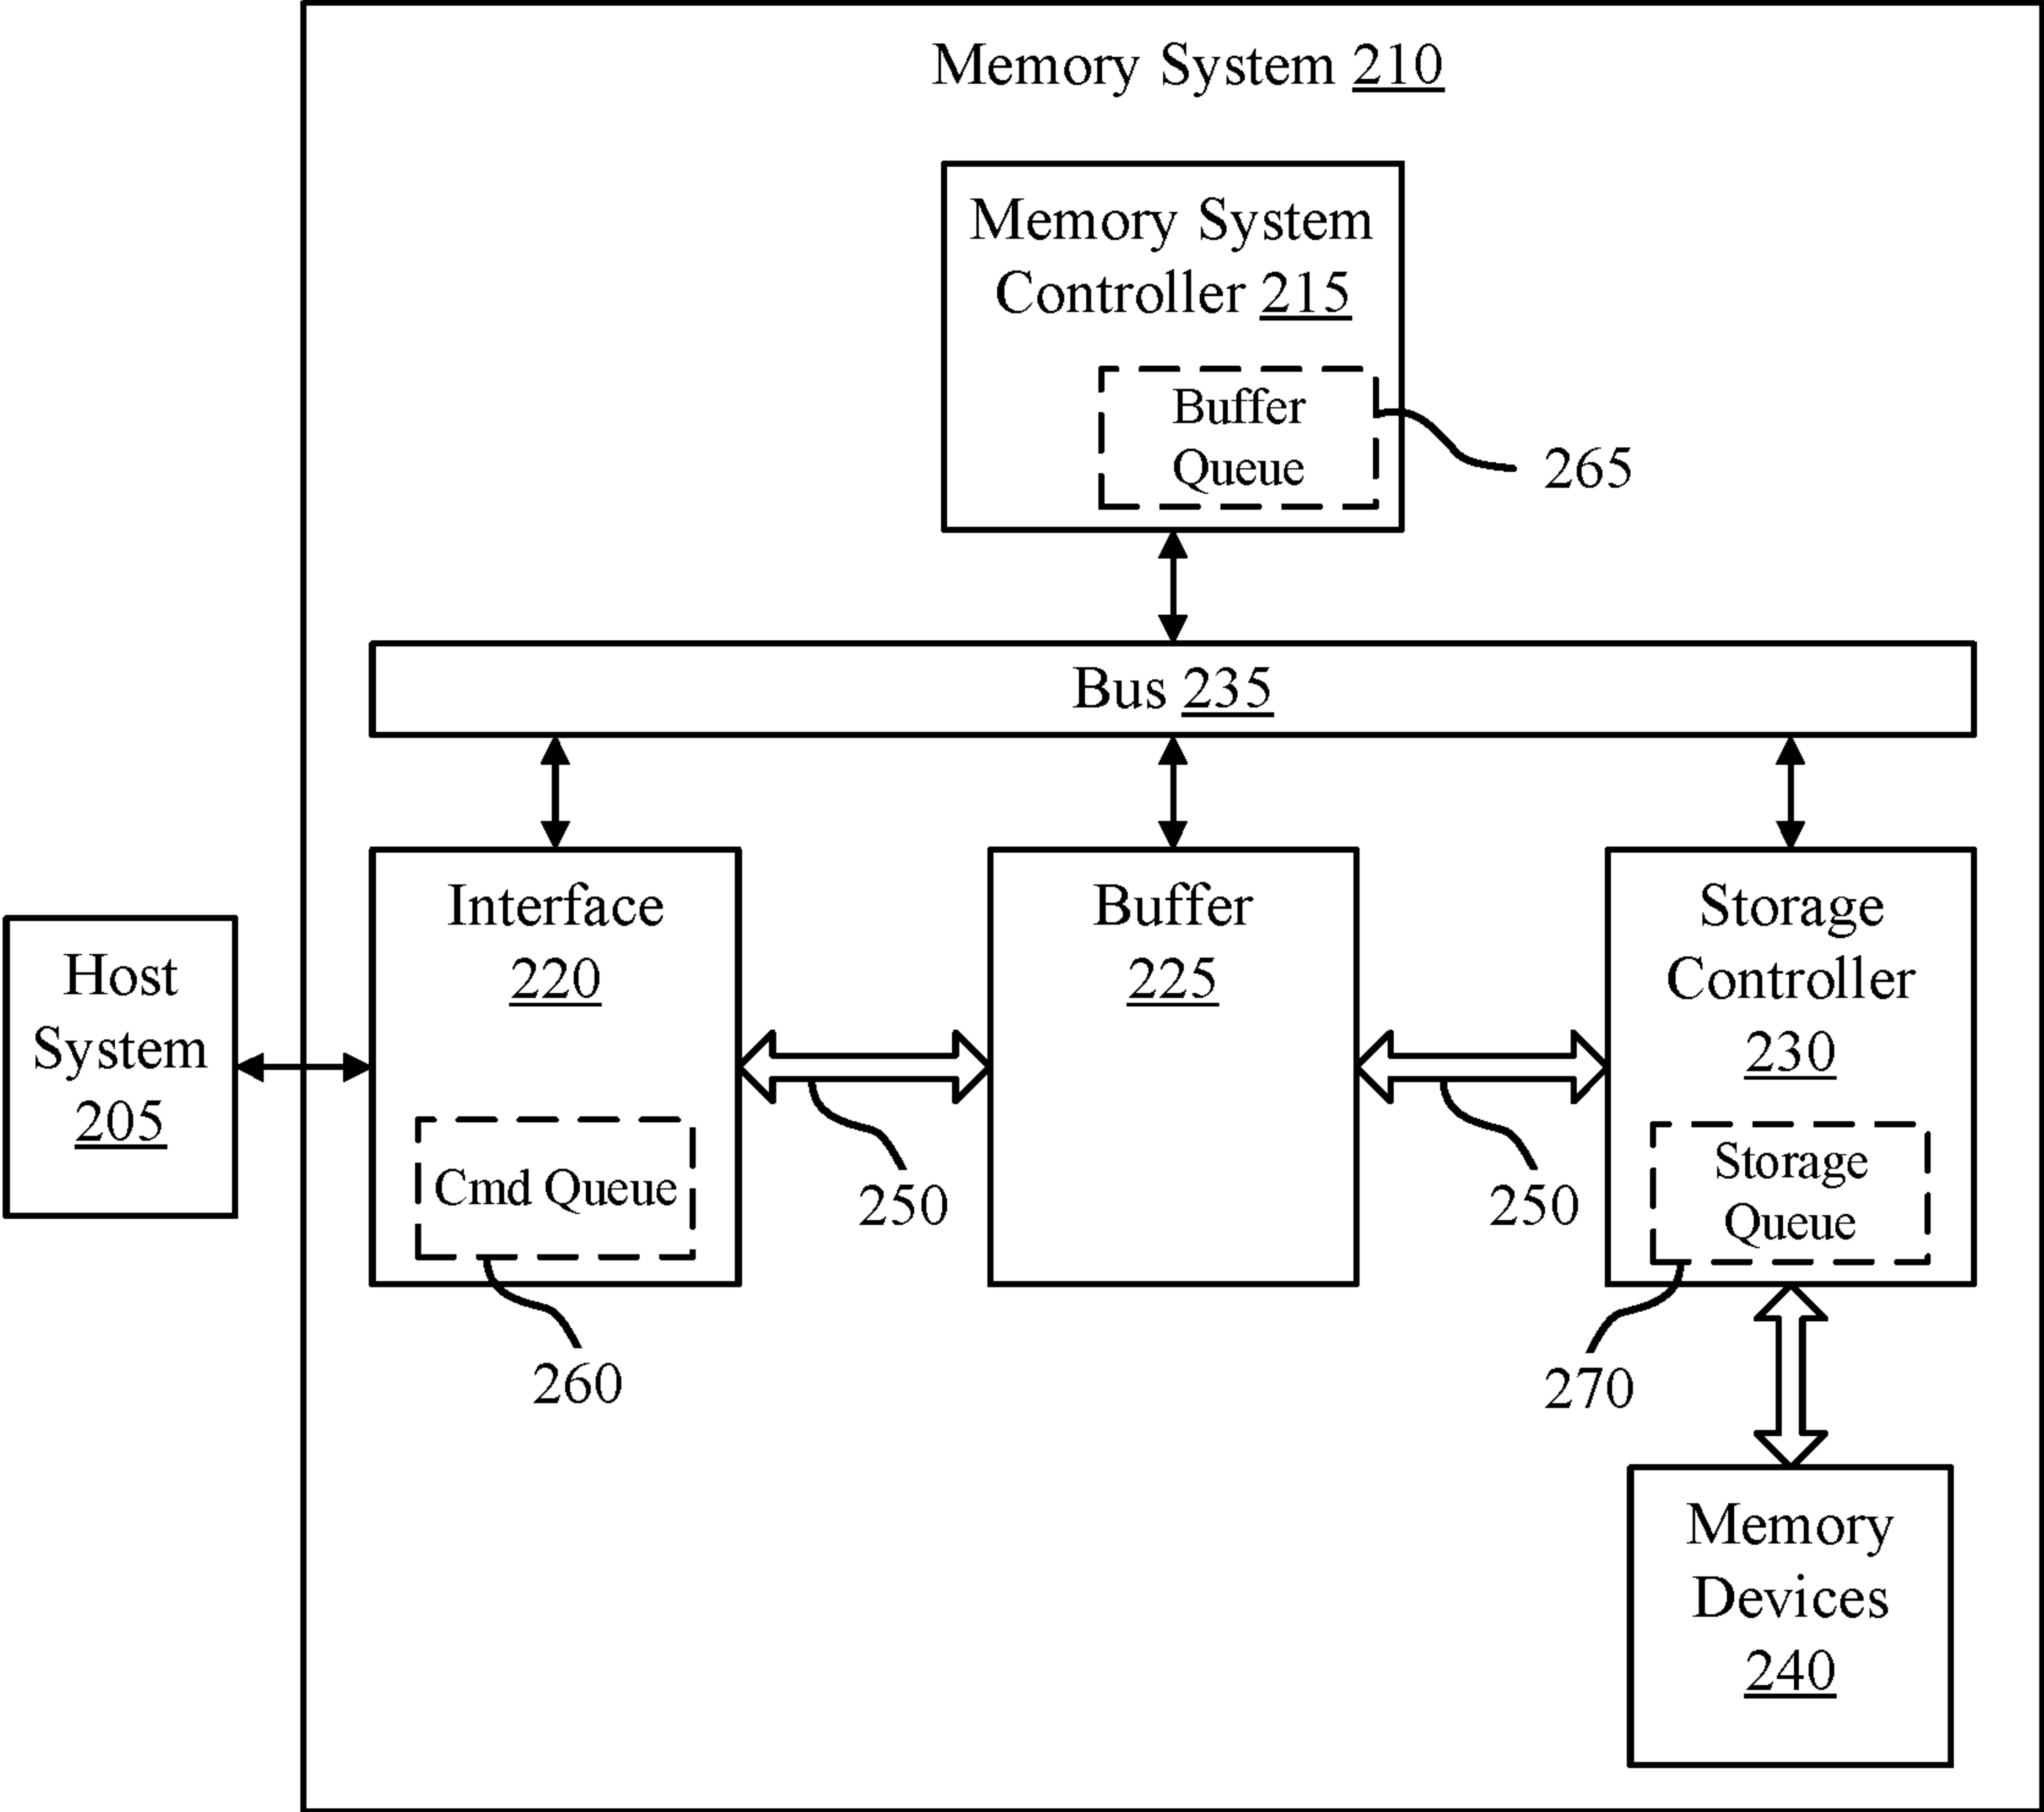 Memory System 210
Memory System
Controller 215
Buffer
Queue
265
Bus 235
Host
System
205
Interface
220
Cmd Queue
260
250
Buffer
225
250
Storage
Controller
230
Storage
Queue
270
Memory
Devices
240